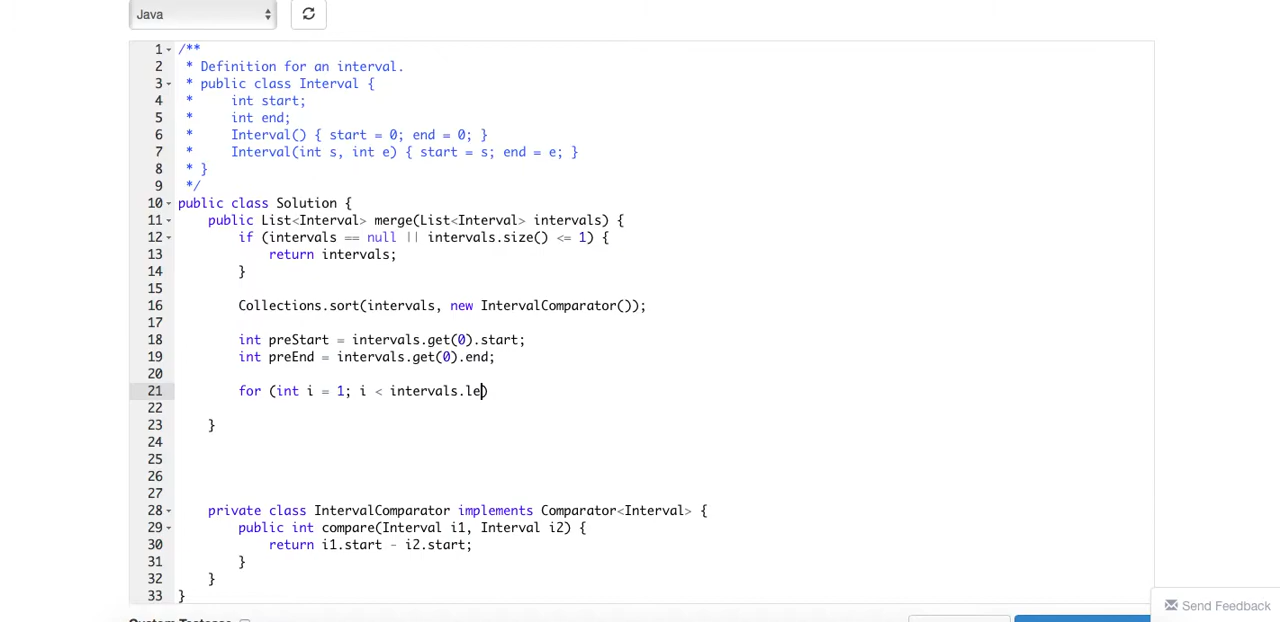 Java
1 /**
2 * Definition for an interval.
3 * public class Interval {
4 *     int start;
5 *     int end;
6 *     Interval() { start = 0; end = 0; }
7 *     Interval(int s, int e) { start = s; end = e; }
8 * }
9 */
10 public class Solution {
11     public List<Interval> merge(List<Interval> intervals) {
12         if (intervals == null || intervals.size() <= 1) {
13             return intervals;
14         }
15
16         Collections.sort(intervals, new IntervalComparator());
17
18         int preStart = intervals.get(0).start;
19         int preEnd = intervals.get(0).end;
20
21         for (int i = 1; i < intervals.le)
22
23     }
24
25
26
27
28     private class IntervalComparator implements Comparator<Interval> {
29         public int compare(Interval i1, Interval i2) {
30             return i1.start - i2.start;
31         }
32     }
33 }
Send Feedback